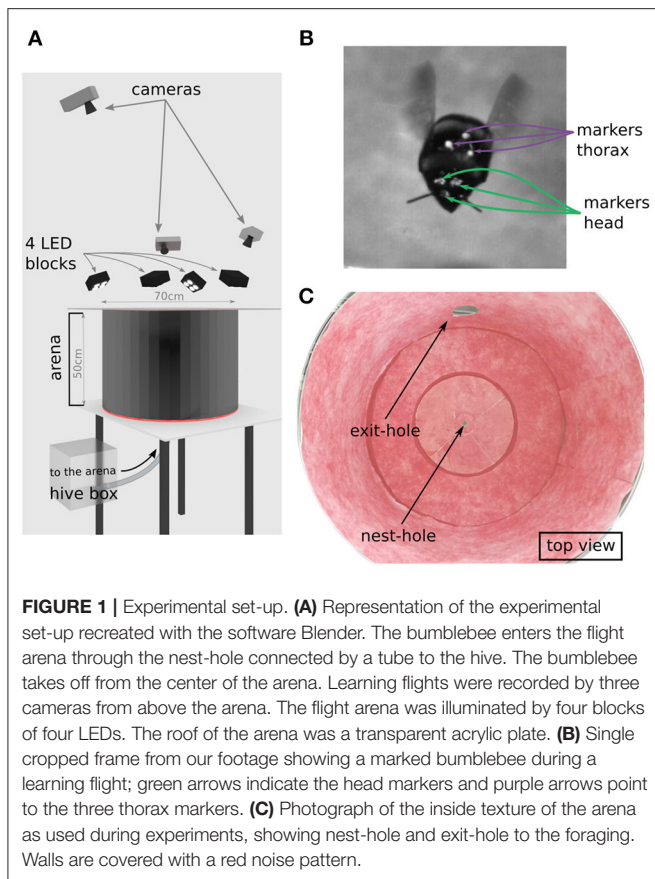 A
cameras
4 LED
blocks
70cm
arena
50cm
to the arena
hive box
B
markers
thorax
markers
head
C
exit-hole
nest-hole
top view
FIGURE 1 | Experimental set-up. (A) Representation of the experimental
set-up recreated with the software Blender. The bumblebee enters the flight
arena through the nest-hole connected by a tube to the hive. The bumblebee
takes off from the center of the arena. Learning flights were recorded by three
cameras from above the arena. The flight arena was illuminated by four blocks
of four LEDs. The roof of the arena was a transparent acrylic plate. (B) Single
cropped frame from our footage showing a marked bumblebee during a
learning flight; green arrows indicate the head markers and purple arrows point
to the three thorax markers. (C) Photograph of the inside texture of the arena
as used during experiments, showing nest-hole and exit-hole to the foraging.
Walls are covered with a red noise pattern.